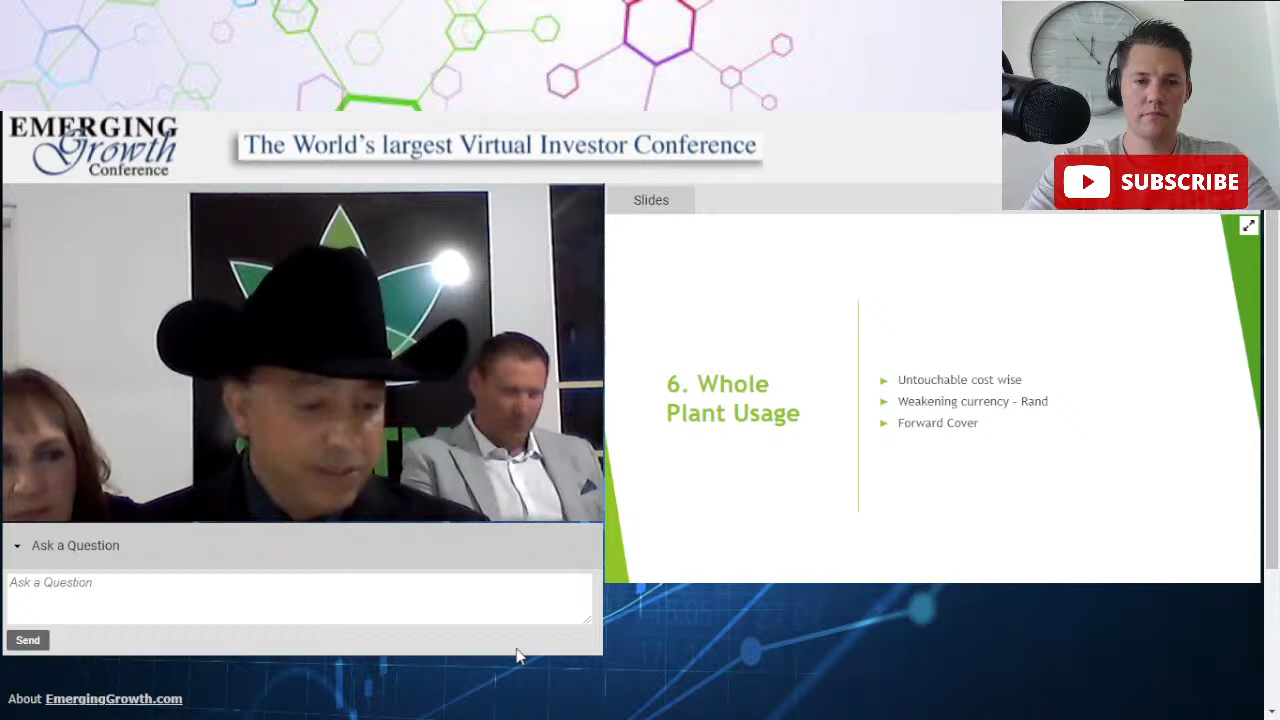 EMERGING
Growth
Conference
The World's largest Virtual Investor Conference
SUBSCRIBE
Slides
6. Whole
Plant Usage
► Untouchable cost wise
► Weakening currency - Rand
► Forward Cover
Ask a Question
Ask a Question
Send
About EmergingGrowth.com